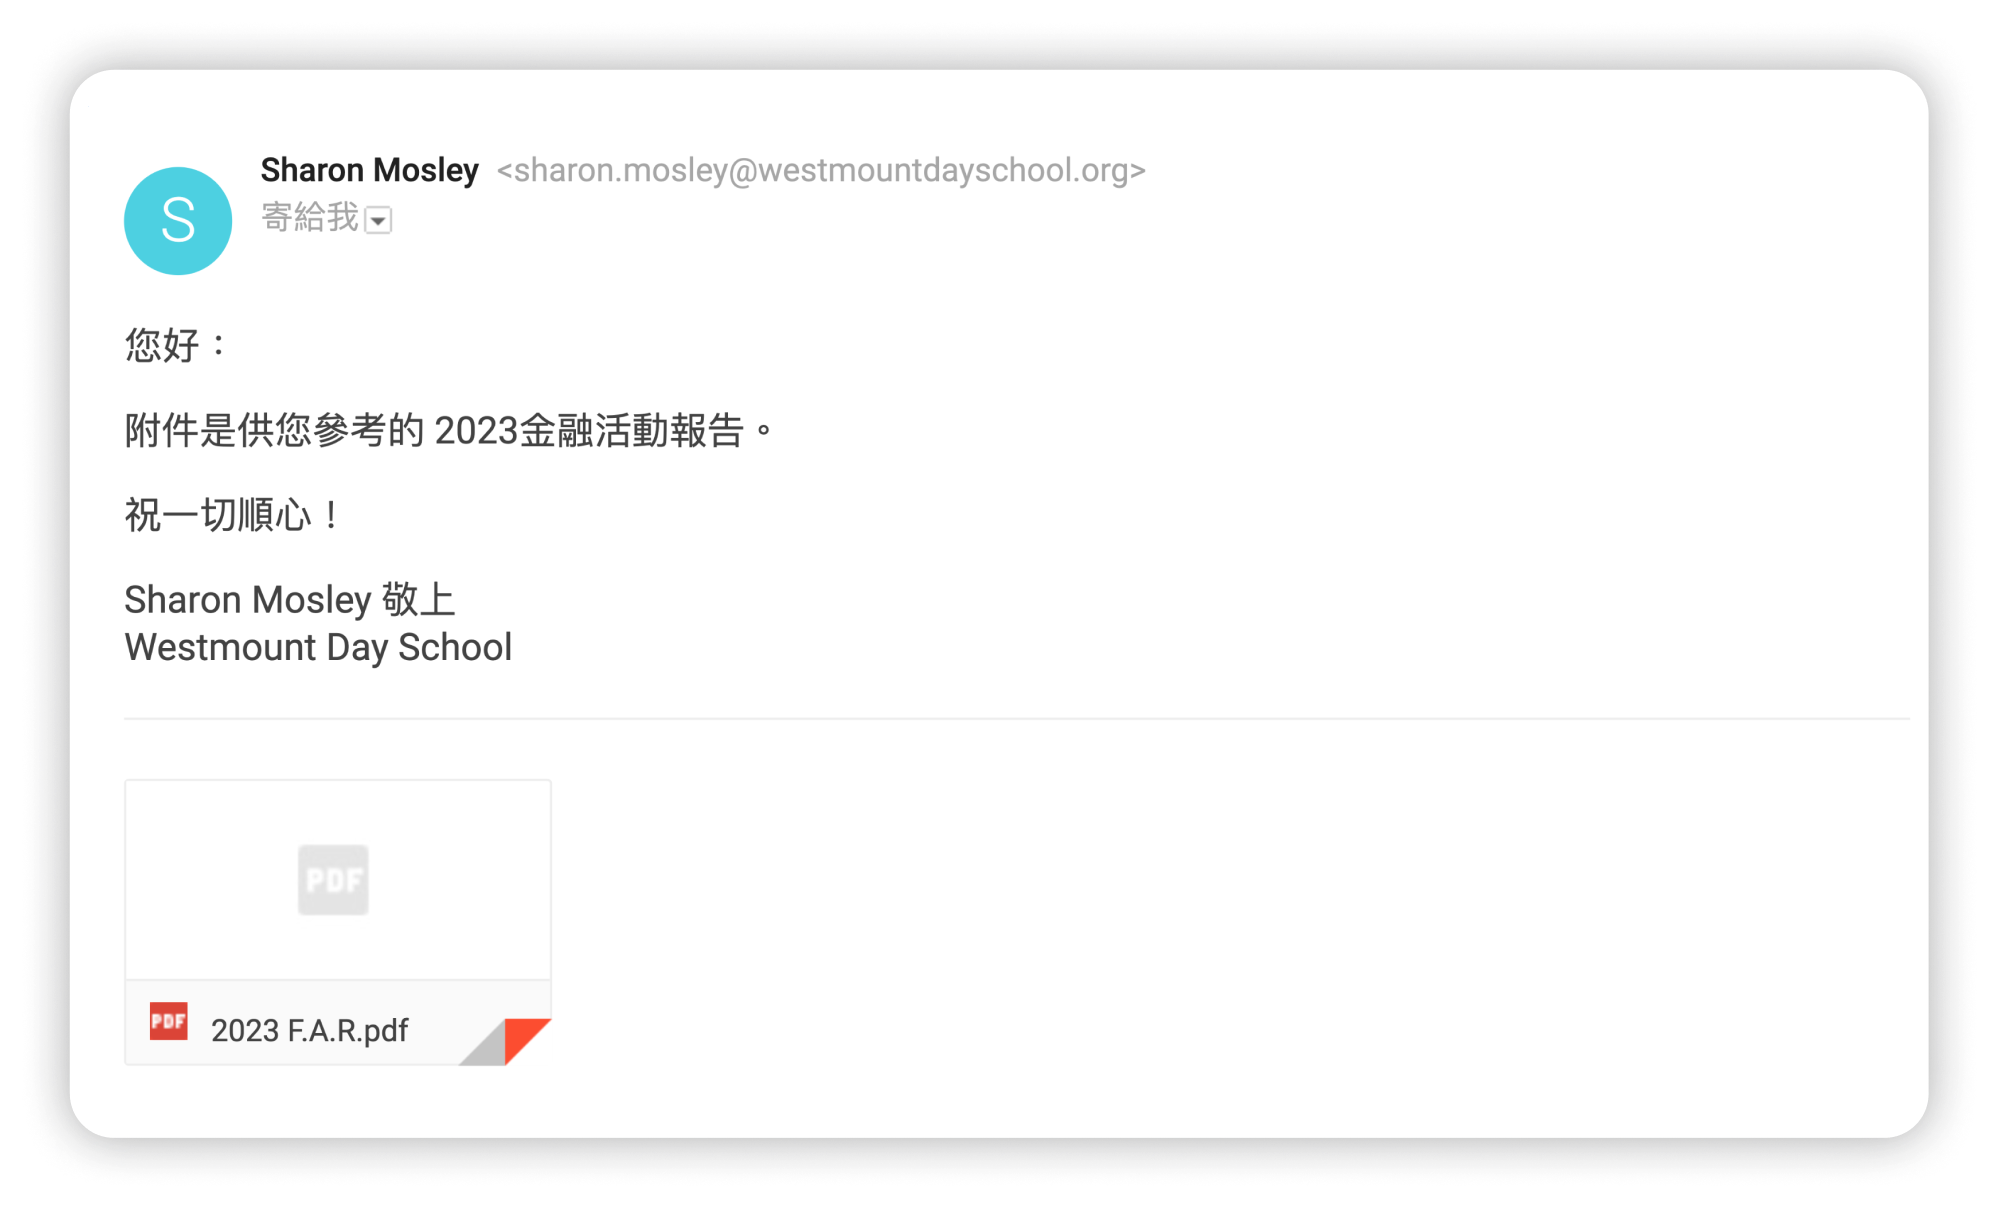 Sharon Mosley <sharon.mosley@westmountdayschool.org>
寄給我
S
您好：
附件是供您參考的 2023金融活動報告。
祝一切順心！
Sharon Mosley 敬上
Westmount Day School
PDF
PDF 2023 F.A.R.pdf